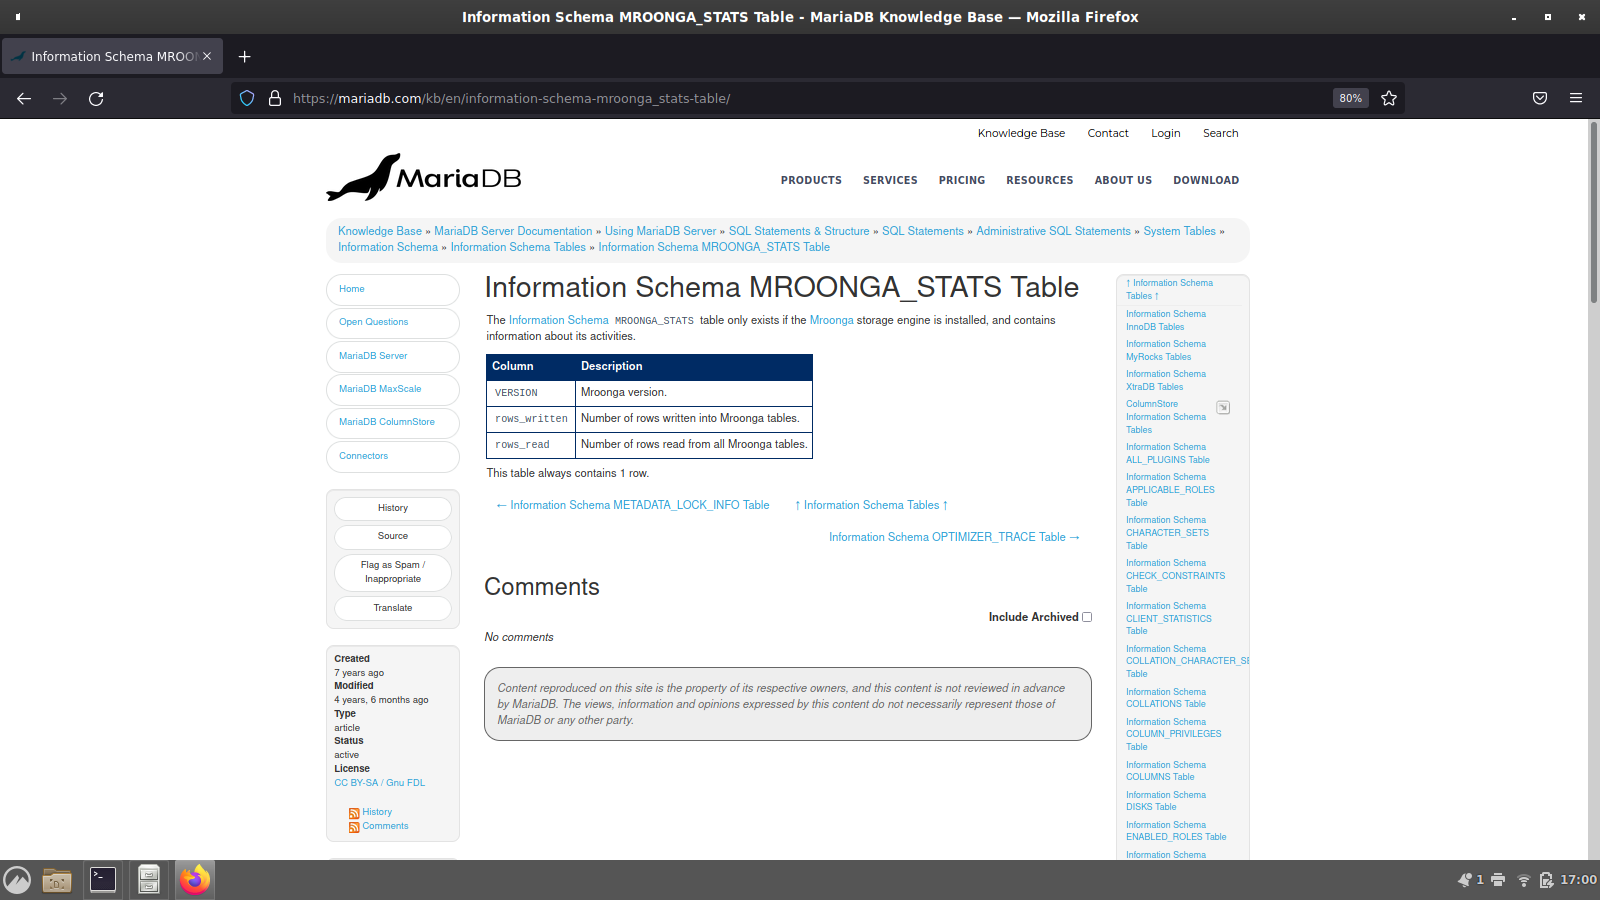 Information Schema MROONGA_STATS Table - MariaDB Knowledge Base — Mozilla Firefox
Information Schema MROO
https://mariadb.com/kb/en/information-schema-mroonga_stats-table/
80%
Knowledge Base Contact Login Search
MariaDB
PRODUCTS SERVICES PRICING RESOURCES ABOUT US DOWNLOAD
Knowledge Base » MariaDB Server Documentation » Using MariaDB Server » SQL Statements & Structure » SQL Statements » Administrative SQL Statements » System Tables »
Information Schema » Information Schema Tables » Information Schema MROONGA_STATS Table
Home
Open Questions
MariaDB Server
MariaDB MaxScale
MariaDB ColumnStore
Connectors
History
Source
Flag as Spam /
Inappropriate
Translate
Created
7 years ago
Modified
4 years, 6 months ago
Type
article
Status
active
License
CC BY-SA / Gnu FDL
History
Comments
Information Schema MROONGA_STATS Table
The Information Schema MROONGA_STATS table only exists if the Mroonga storage engine is installed, and contains
information about its activities.
Column Description
VERSION Mroonga version.
rows_written Number of rows written into Mroonga tables.
rows_read Number of rows read from all Mroonga tables.
This table always contains 1 row.
← Information Schema METADATA_LOCK_INFO Table ↑ Information Schema Tables ↑
Information Schema OPTIMIZER_TRACE Table →
Comments
Include Archived
No comments
Content reproduced on this site is the property of its respective owners, and this content is not reviewed in advance
by MariaDB. The views, information and opinions expressed by this content do not necessarily represent those of
MariaDB or any other party.
↑ Information Schema
Tables ↑
Information Schema
InnoDB Tables
Information Schema
MyRocks Tables
Information Schema
XtraDB Tables
ColumnStore
Information Schema
Tables
Information Schema
ALL_PLUGINS Table
Information Schema
APPLICABLE_ROLES
Table
Information Schema
CHARACTER_SETS
Table
Information Schema
CHECK_CONSTRAINTS
Table
Information Schema
CLIENT_STATISTICS
Table
Information Schema
COLLATION_CHARACTER_SE
Table
Information Schema
COLLATIONS Table
Information Schema
COLUMN_PRIVILEGES
Table
Information Schema
COLUMNS Table
Information Schema
DISKS Table
Information Schema
ENABLED_ROLES Table
Information Schema
1
17:00